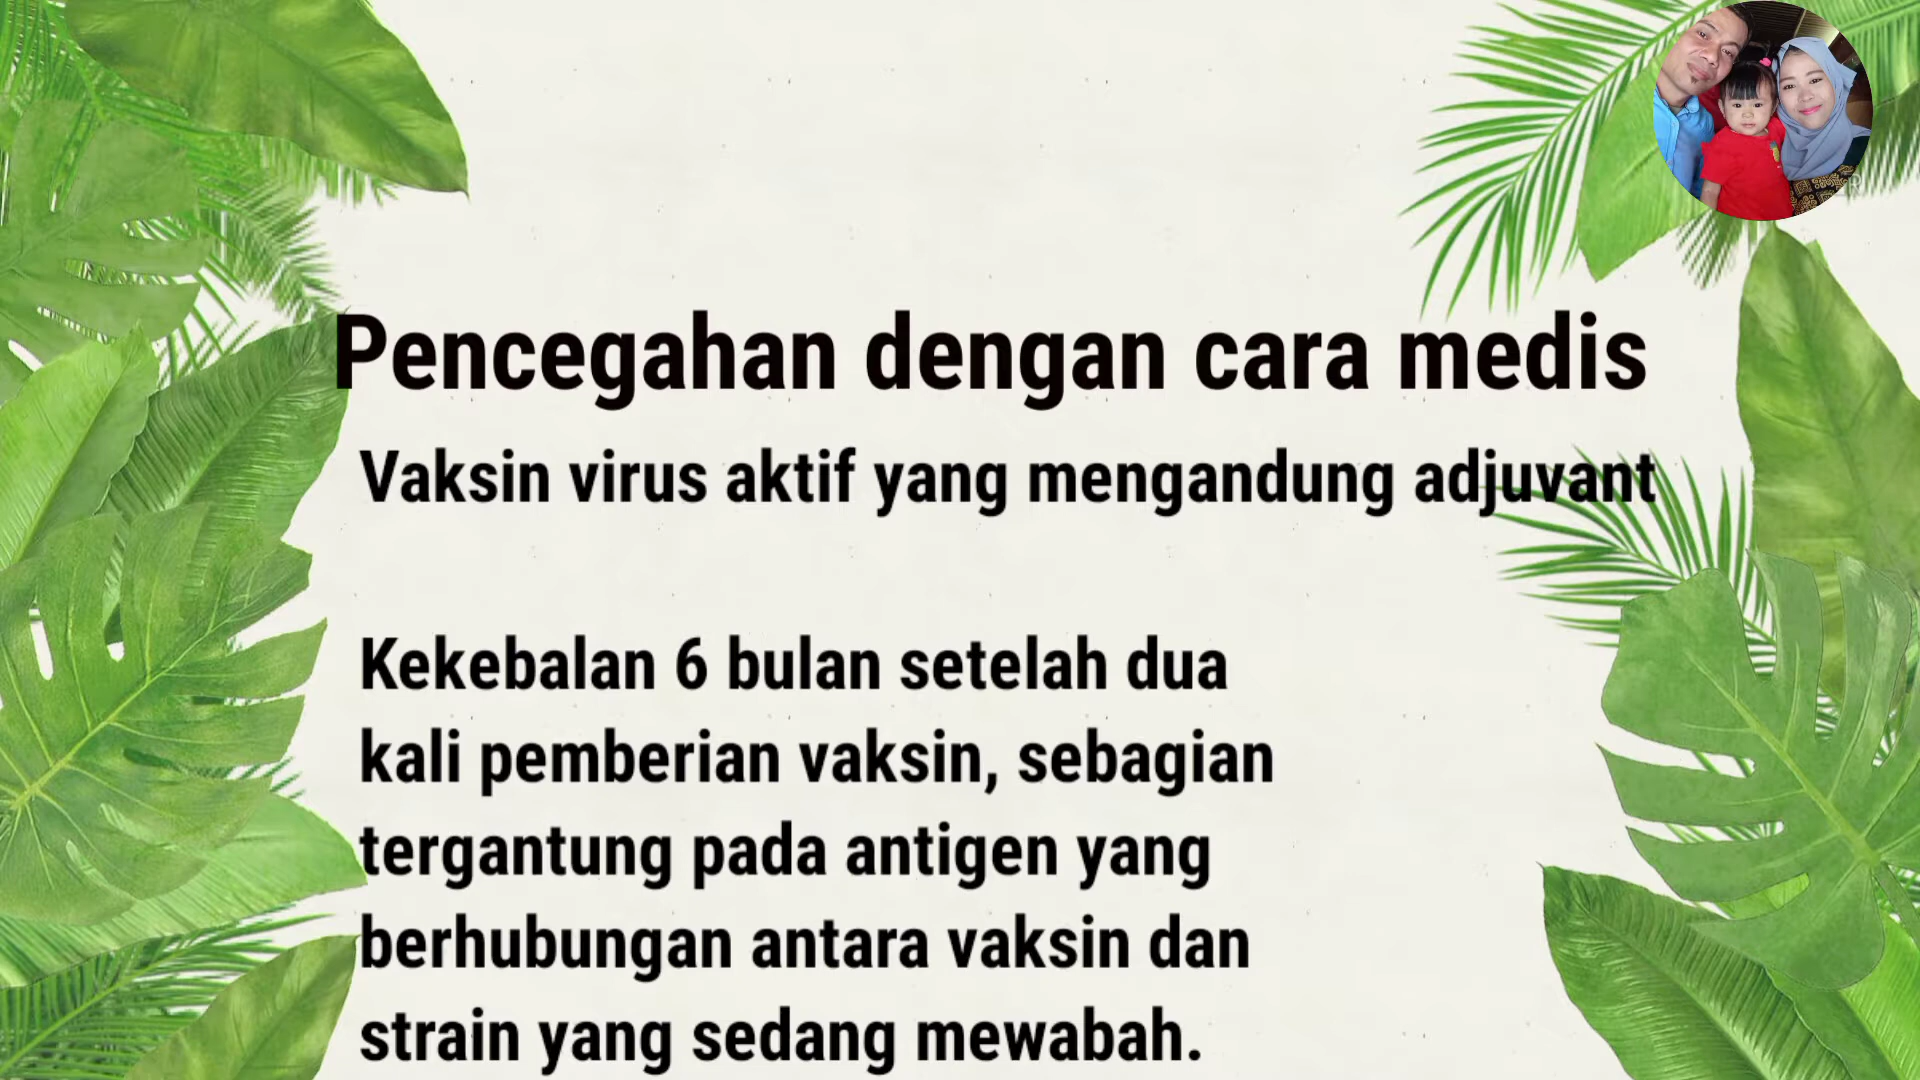 Pencegahan dengan cara medis
Vaksin virus aktif yang mengandung adjuvant
Kekebalan 6 bulan setelah dua
kali pemberian vaksin, sebagian
tergantung pada antigen yang
berhubungan antara vaksin dan
strain yang sedang mewabah.